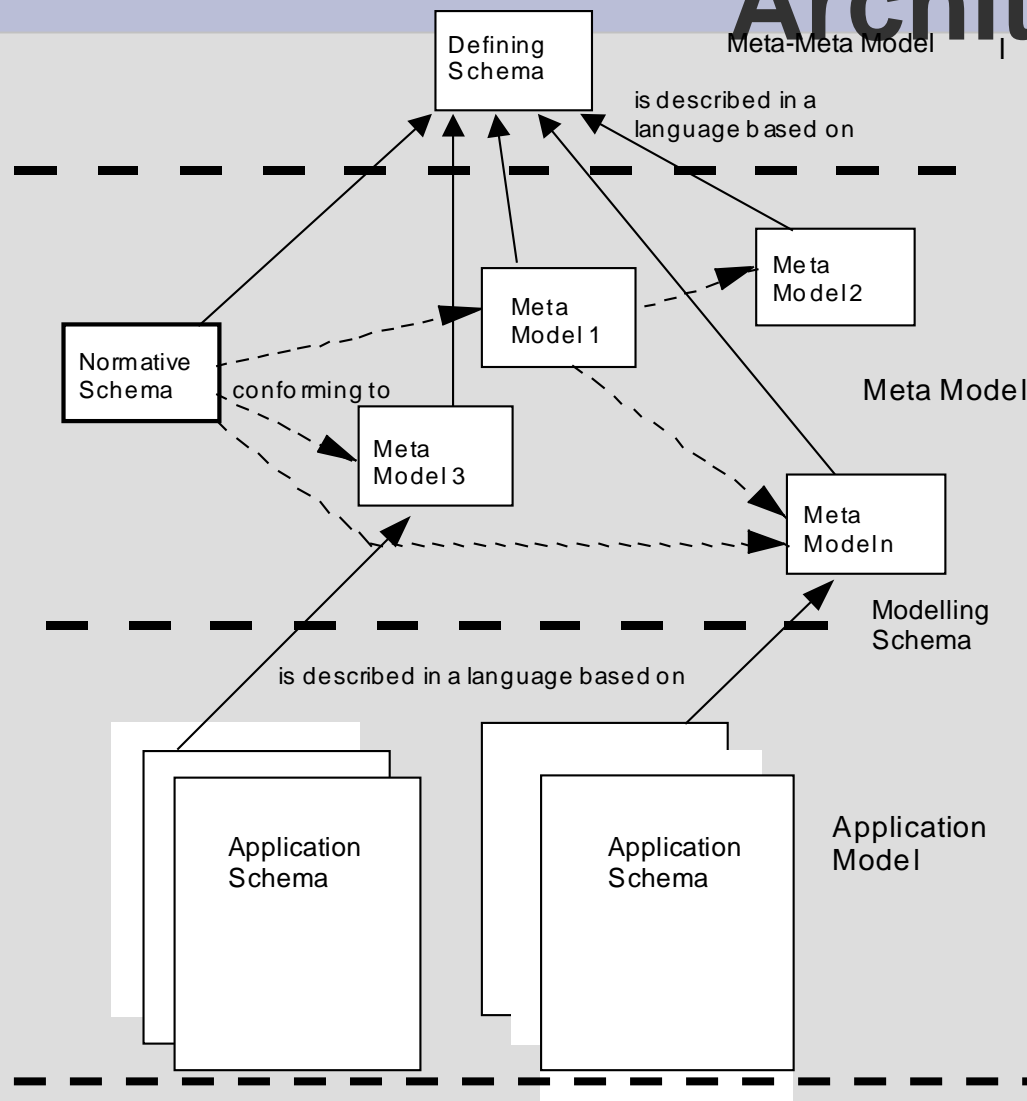 Archit
Defining
Schema
Meta-Meta Model
is described in a
language based on
Meta
Model 2
Meta
Model 1
Normative
Schema
conforming to
Meta Model
Meta
Model 3
Meta
Modeln
Modelling
Schema
is described in a language based on
Application
Schema
Application
Schema
Application
Model